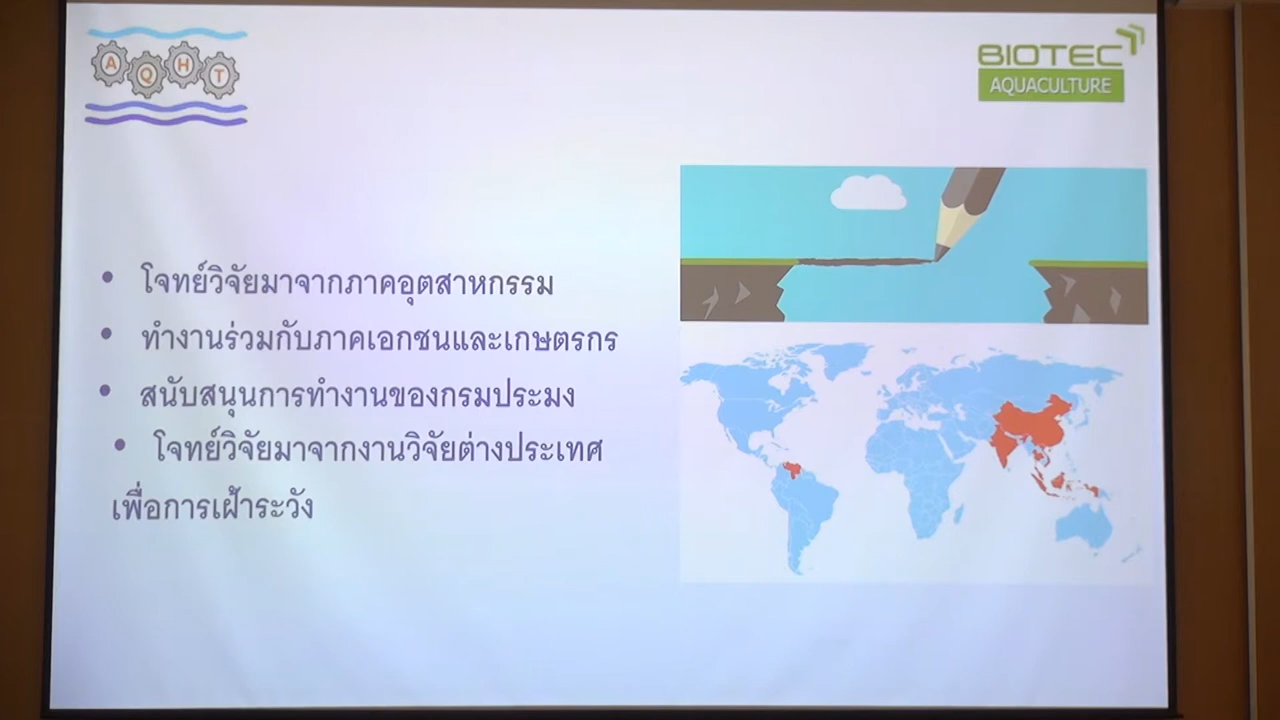 AQHT
BIOTEC
AQUACULTURE
• โจทย์วิจัยมาจากภาคอุตสาหกรรม
• ทำงานร่วมกับภาคเอกชนและเกษตรกร
• สนับสนุนการทำงานของกรมประมง
• โจทย์วิจัยมาจากงานวิจัยต่างประเทศ
เพื่อการเฝ้าระวัง